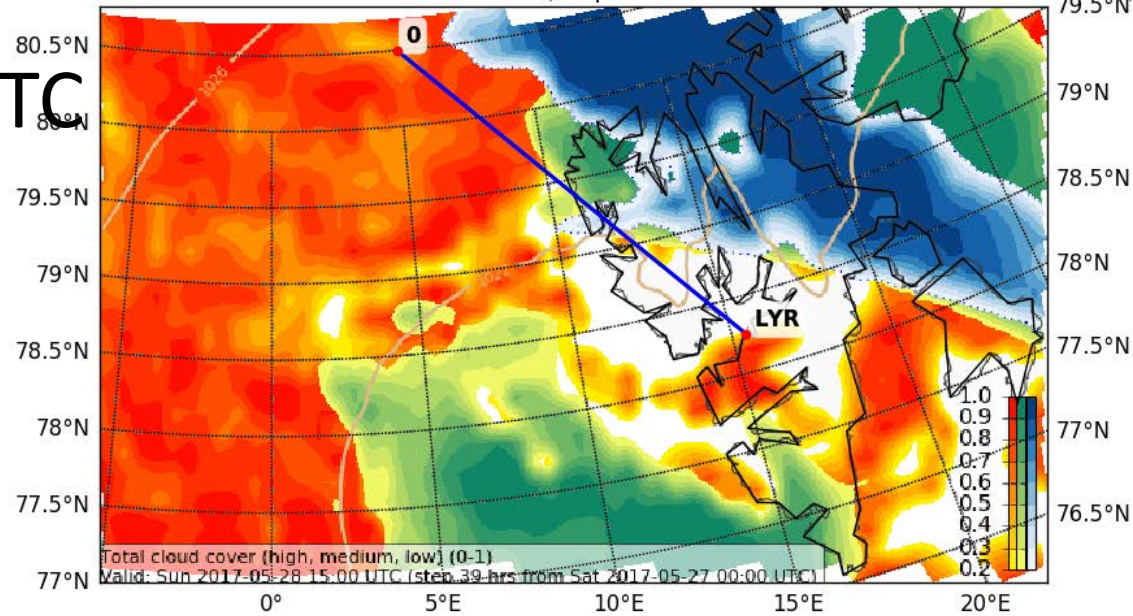 79.5°N
80.5°N
0
TC
1026
79°N
80°N
79.5°N
78.5°N
79°N
78°N
LYR
78.5°N
77.5°N
1.0
0.9
0.8
0.7
0.6
0.5
0.4
0.3
0.2
78°N
77°N
77.5°N
76.5°N
Total cloud cover (high, medium, low) (0-1)
Valid: Sun 2017-05-28 15:00 UTC (step 39 hrs from Sat 2017-05-27 00:00 UTC)
77°N
0°
5°E
10°E
15°E
20°E